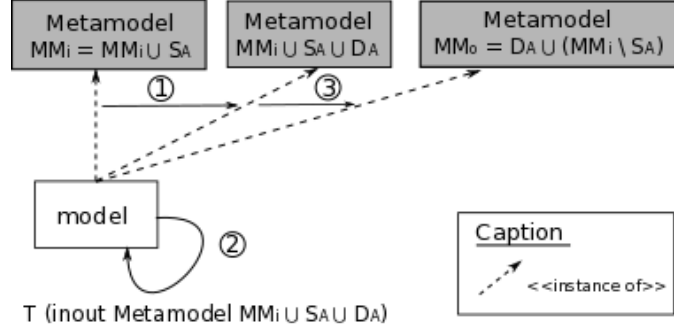 Metamodel
MMi = MMi ∪ SA
Metamodel
MMi ∪ SA ∪ DA
Metamodel
MMo = DA ∪ (MMi \ SA)
①
③
model
②
T (inout Metamodel MMi ∪ SA ∪ DA)
Caption
<<instance of>>